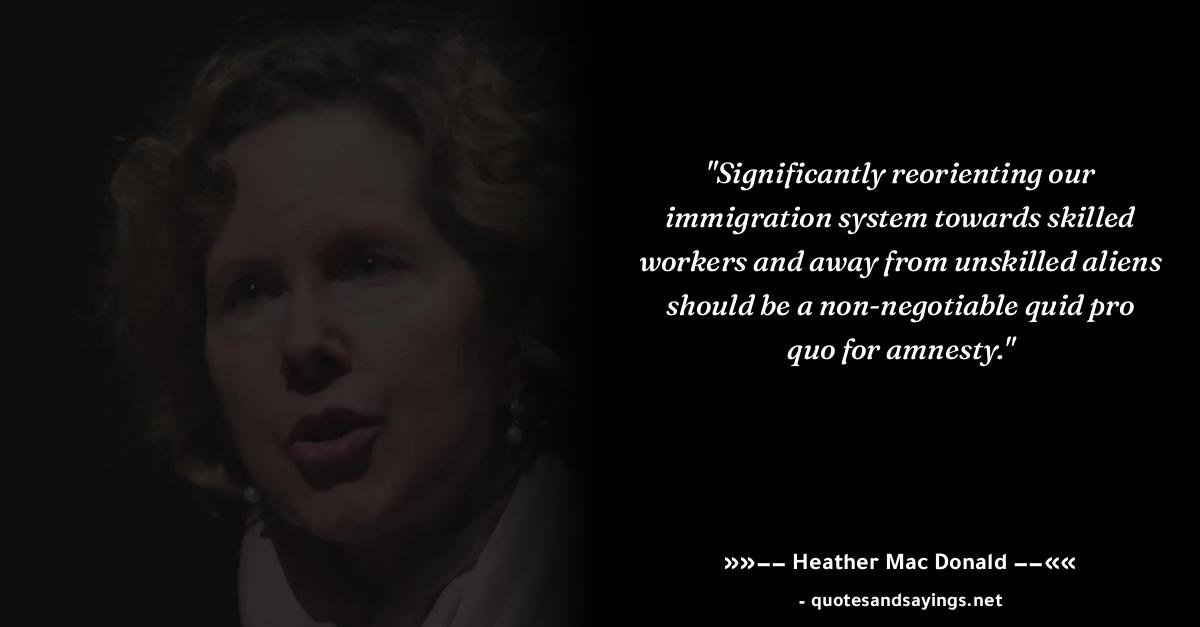 "Significantly reorienting our
immigration system towards skilled
workers and away from unskilled aliens
should be a non-negotiable quid pro
quo for amnesty."
»»−− Heather Mac Donald −−««
- quotesandsayings.net